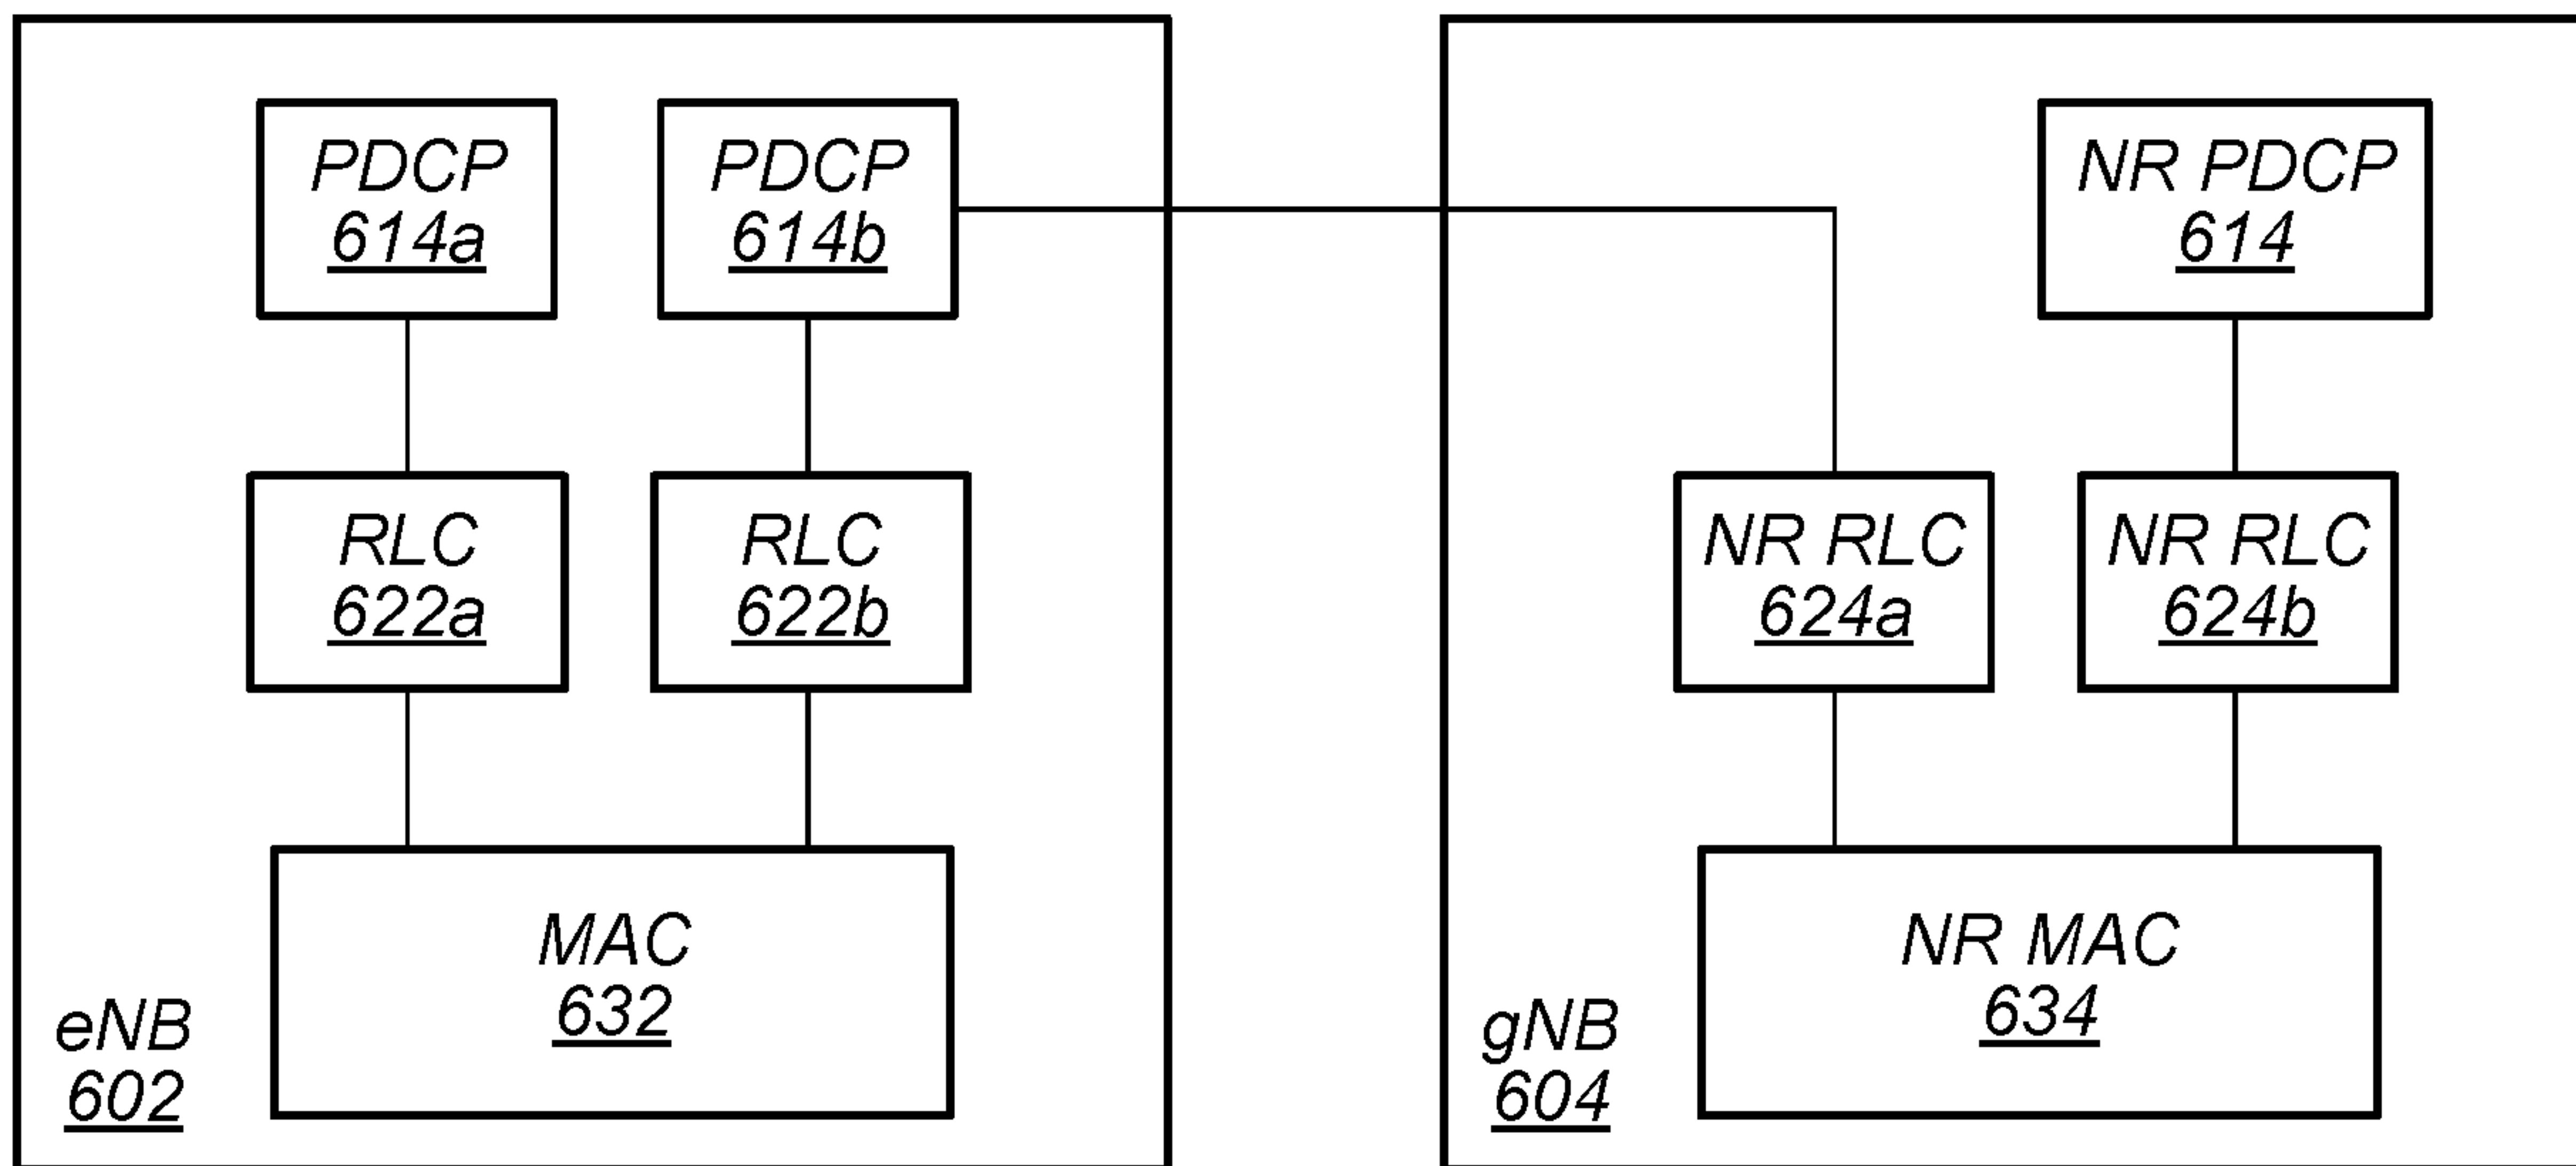 PDCP
614a
PDCP
614b
NR PDCP
614
RLC
622a
RLC
622b
NR RLC
624a
NR RLC
624b
MAC
632
NR MAC
634
eNB
602
gNB
604